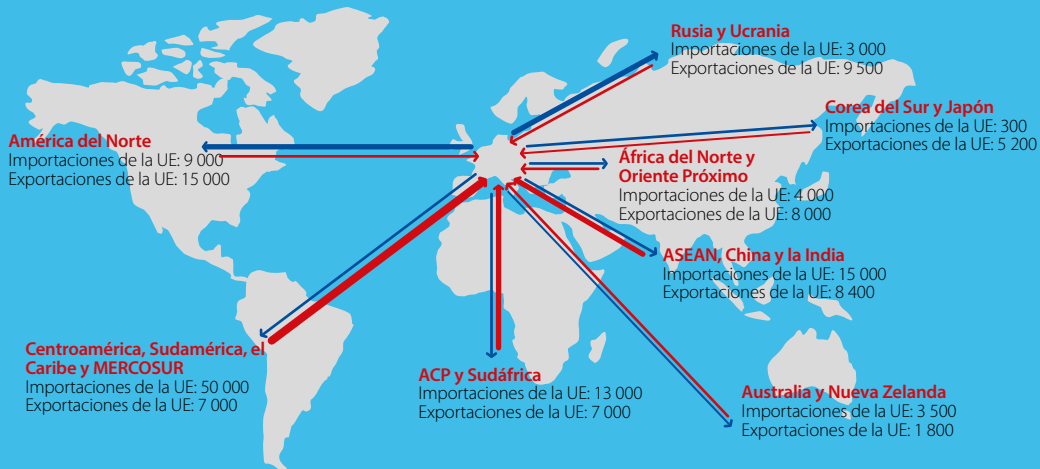 Rusia y Ucrania
Importaciones de la UE: 3 000
Exportaciones de la UE: 9 500
Corea del Sur y Japón
Importaciones de la UE: 300
Exportaciones de la UE: 5 200
América del Norte
Importaciones de la UE: 9 000
Exportaciones de la UE: 15 000
África del Norte y
Oriente Próximo
Importaciones de la UE: 4 000
Exportaciones de la UE: 8 000
ASEAN, China y la India
Importaciones de la UE: 15 000
Exportaciones de la UE: 8 400
Centroamérica, Sudamérica, el
Caribe y MERCOSUR
Importaciones de la UE: 50 000
Exportaciones de la UE: 7 000
ACP y Sudáfrica
Importaciones de la UE: 13 000
Exportaciones de la UE: 7 000
Australia y Nueva Zelanda
Importaciones de la UE: 3 500
Exportaciones de la UE: 1 800